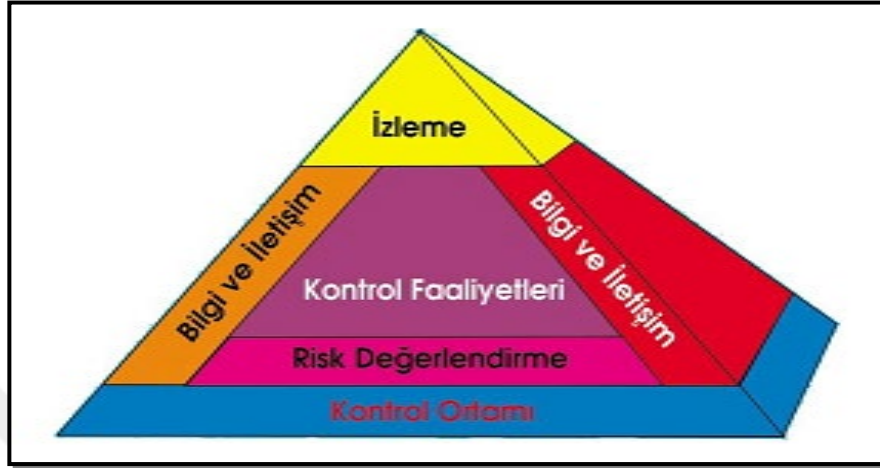 İzleme
Bilgi ve İletişim
Bilgi ve İletişim
Kontrol Faaliyetleri
Risk Değerlendirme
Kontrol Ortamı